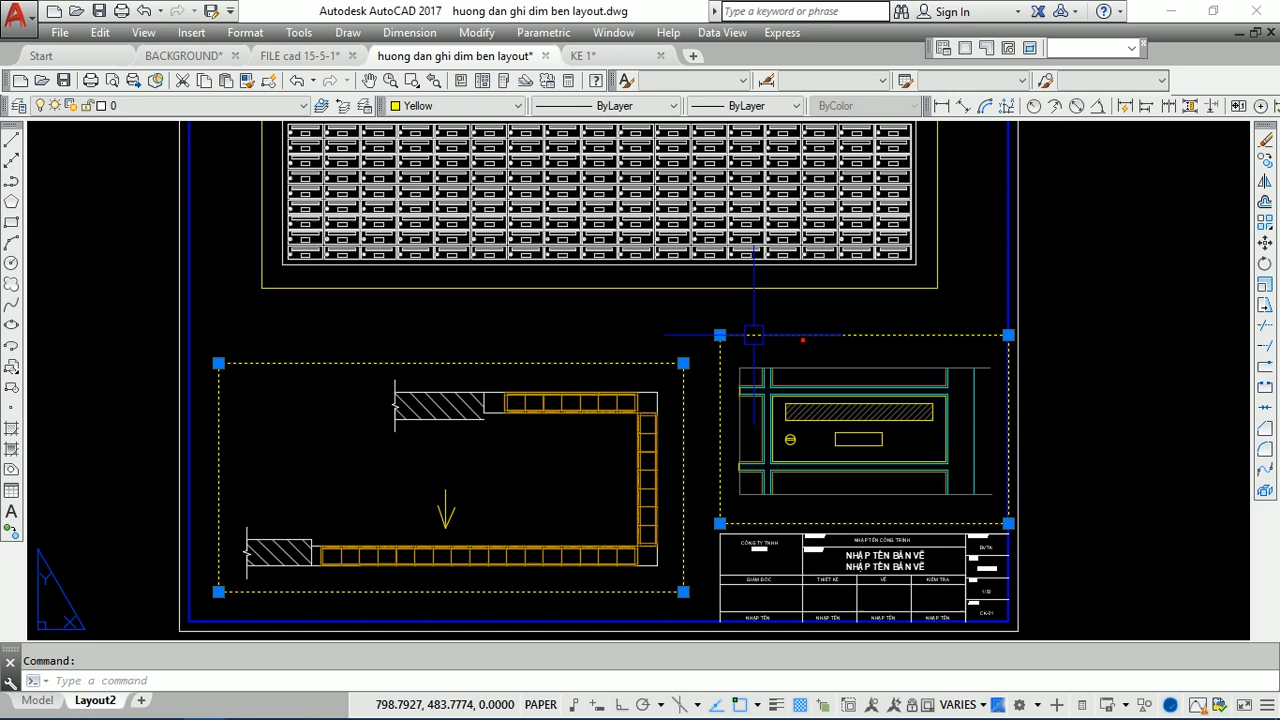 Autodesk AutoCAD 2017 huong dan ghi dim ben layout.dwg
Type a keyword or phrase
Sign In
File Edit View Insert Format Tools Draw Dimension Modify Parametric Window Help Data View Express
Start
BACKGROUND*
FILE cad 15-5-1*
huong dan ghi dim ben layout*
KE 1*
0
Yellow
ByLayer
ByLayer
ByColor
CÔNG TY TNHH
NHẬP TÊN CÔNG TRÌNH
NHẬP TÊN BẢN VẼ
NHẬP TÊN BẢN VẼ
BVTK
GIÁM ĐỐC
THIẾT KẾ
VẼ
KIỂM TRA
CK-01
NHẬP TÊN
NHẬP TÊN
NHẬP TÊN
NHẬP TÊN
Y
X
Command:
Type a command
Model
Layout2
798.7927, 483.7774, 0.0000 PAPER
VARIES